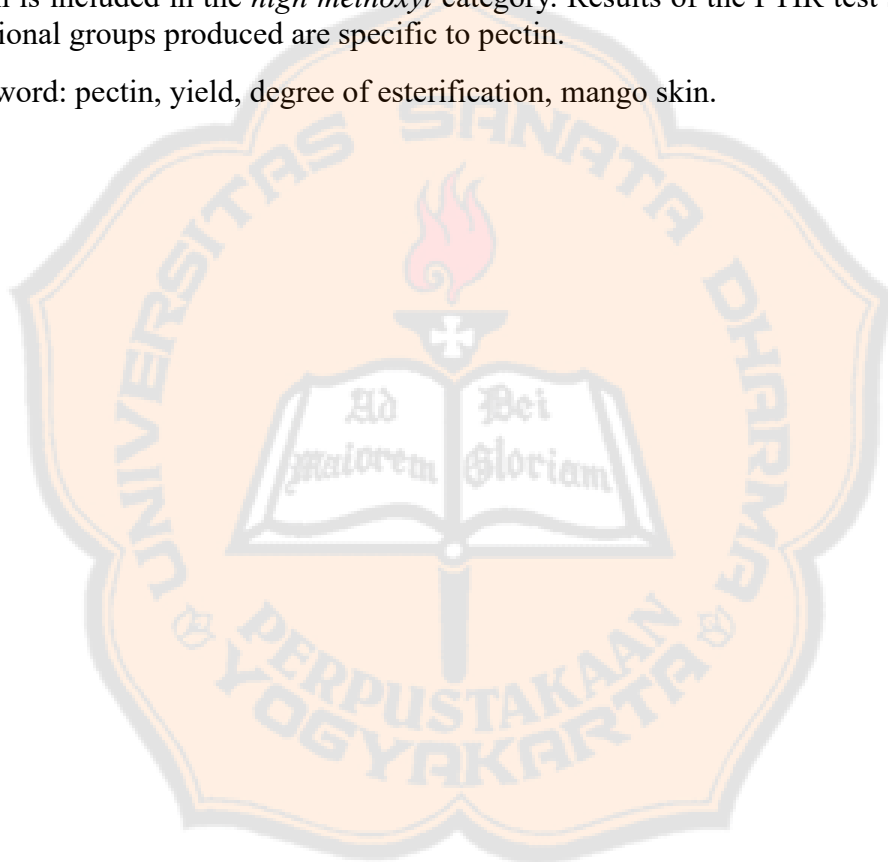 is included in the high methoxyl category. Results of the FTIR test
ional groups produced are specific to pectin.
word: pectin, yield, degree of esterification, mango skin.
UNIVERSITAS SANATA DHARMA
Ad
Maiorem
Dei
Gloriam
PERPUSTAKAAN
YOGYAKARTA